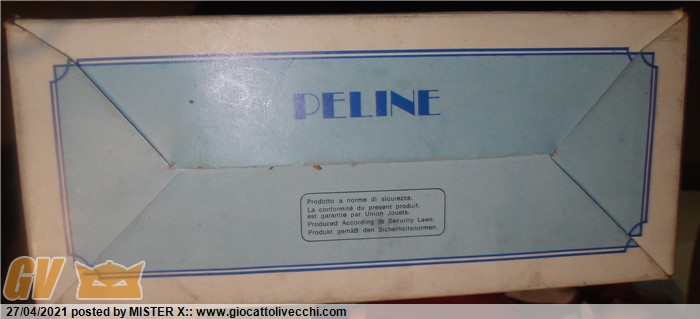 PELINE
Prodotto a norme di sicurezza.
La conformité du present produit.
est garantie par Union Jouets.
Produced According to Security Laws.
Produkt gemäß den Sicherheitsnormen.
GV
27/04/2021 posted by MISTER X:: www.giocattolivecchi.com